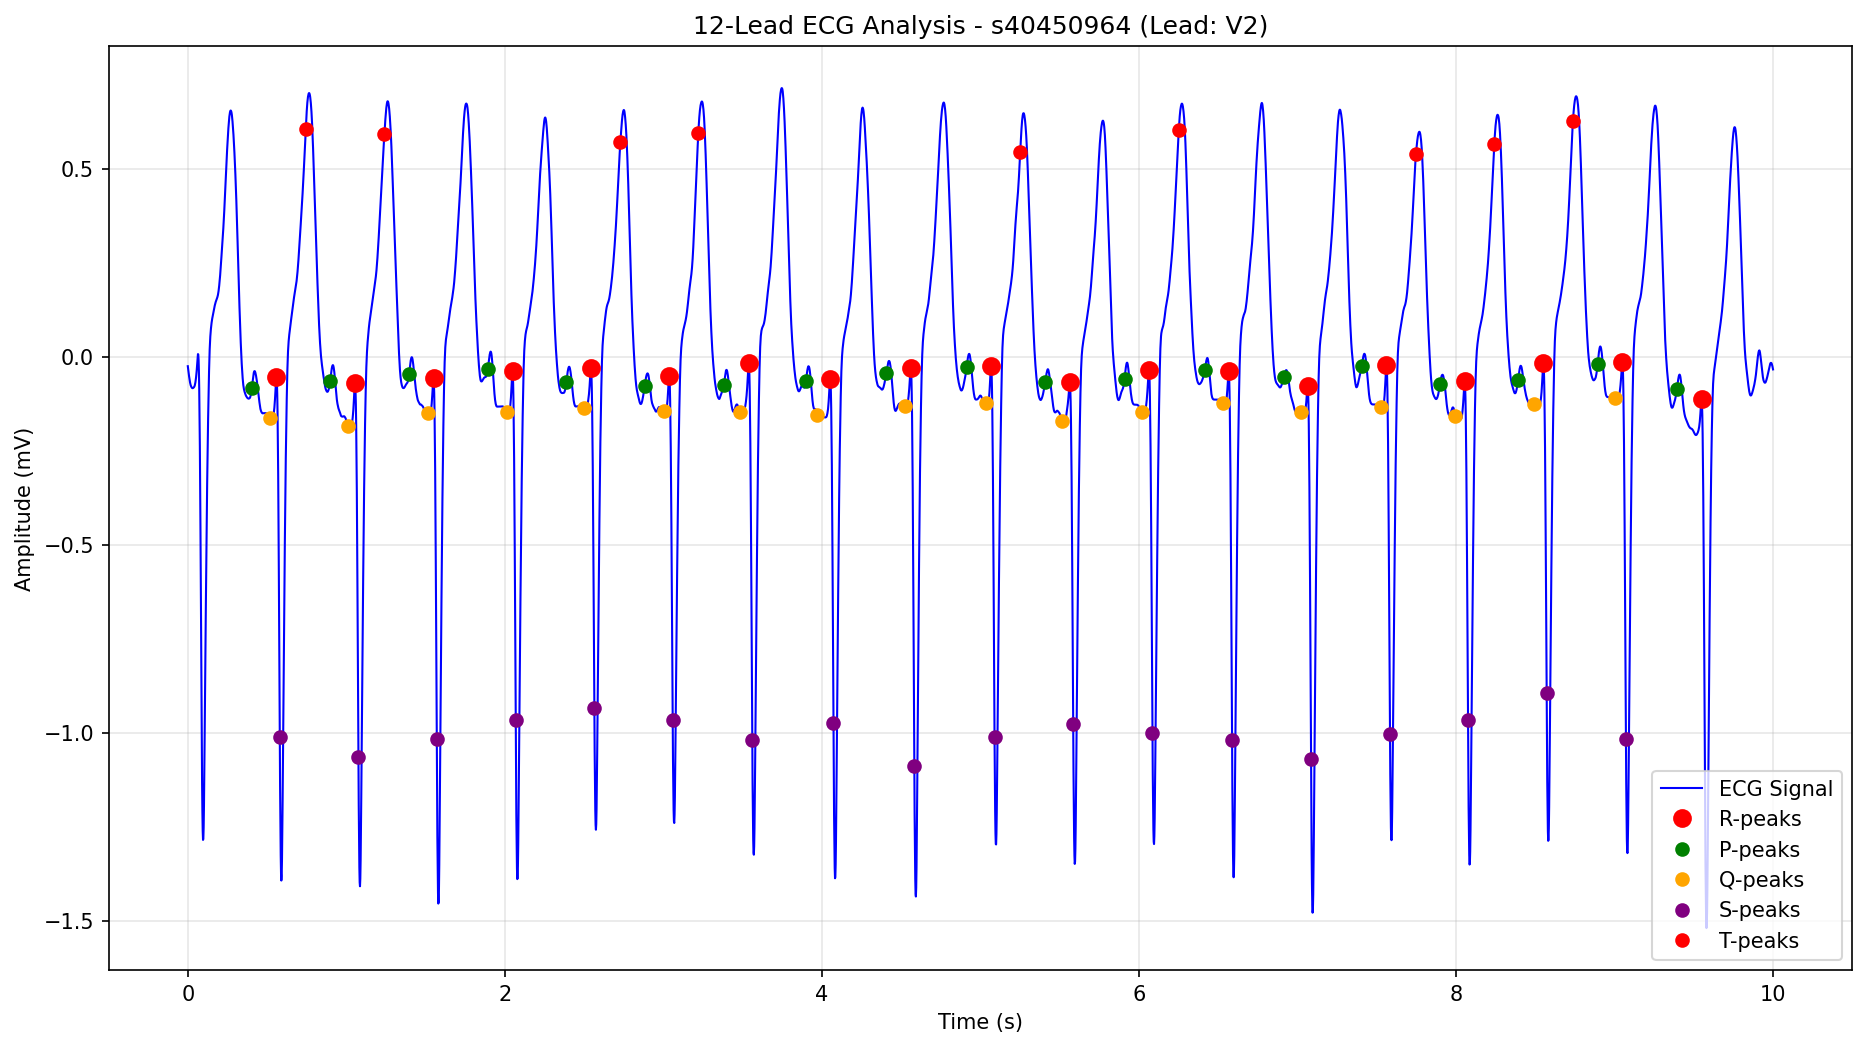 12-Lead ECG Analysis - s40450964 (Lead: V2)
Amplitude (mV)
0.5
0.0
−0.5
−1.0
−1.5
0
2
4
6
8
10
Time (s)
ECG Signal
R-peaks
P-peaks
Q-peaks
S-peaks
T-peaks